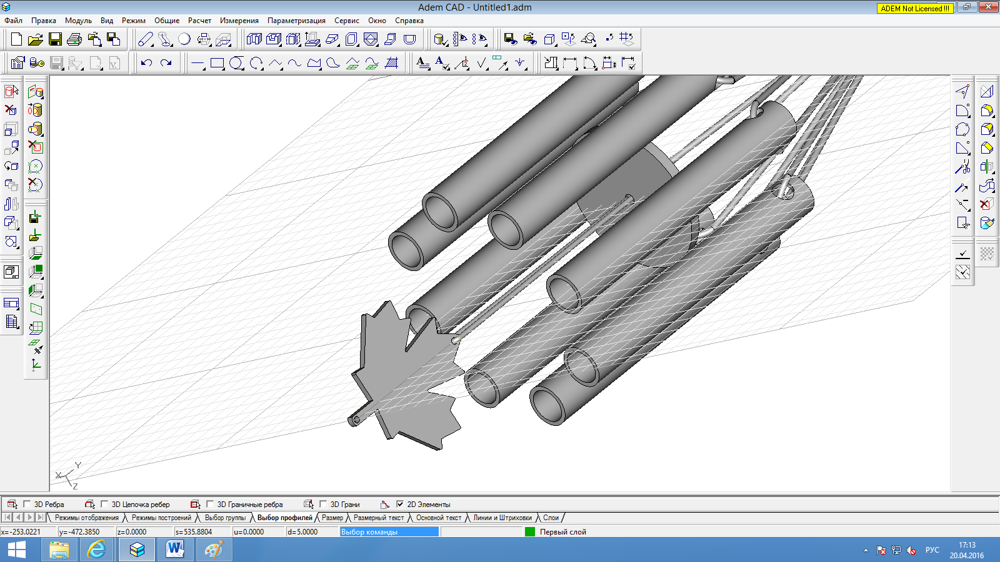 Adem CAD - Untitled1.adm
ADEM Not Licensed !!!
Файл Правка Модуль Вид Режим Общие Расчет Измерения Параметризация Сервис Окно Справка
X Y Z
3D Ребра 3D Цепочка ребер 3D Граничные ребра 3D Грани 2D Элементы
Режимы отображения Режимы построений Выбор группы Выбор профилей Размер Размерный текст Основной текст Линии и Штриховки Слои
x=-253.0221 y=-472.3850 z=0.0000 s=535.8804 u=0.0000 d=5.0000 Выбор команды Первый слой
РУС 17:13
20.04.2016